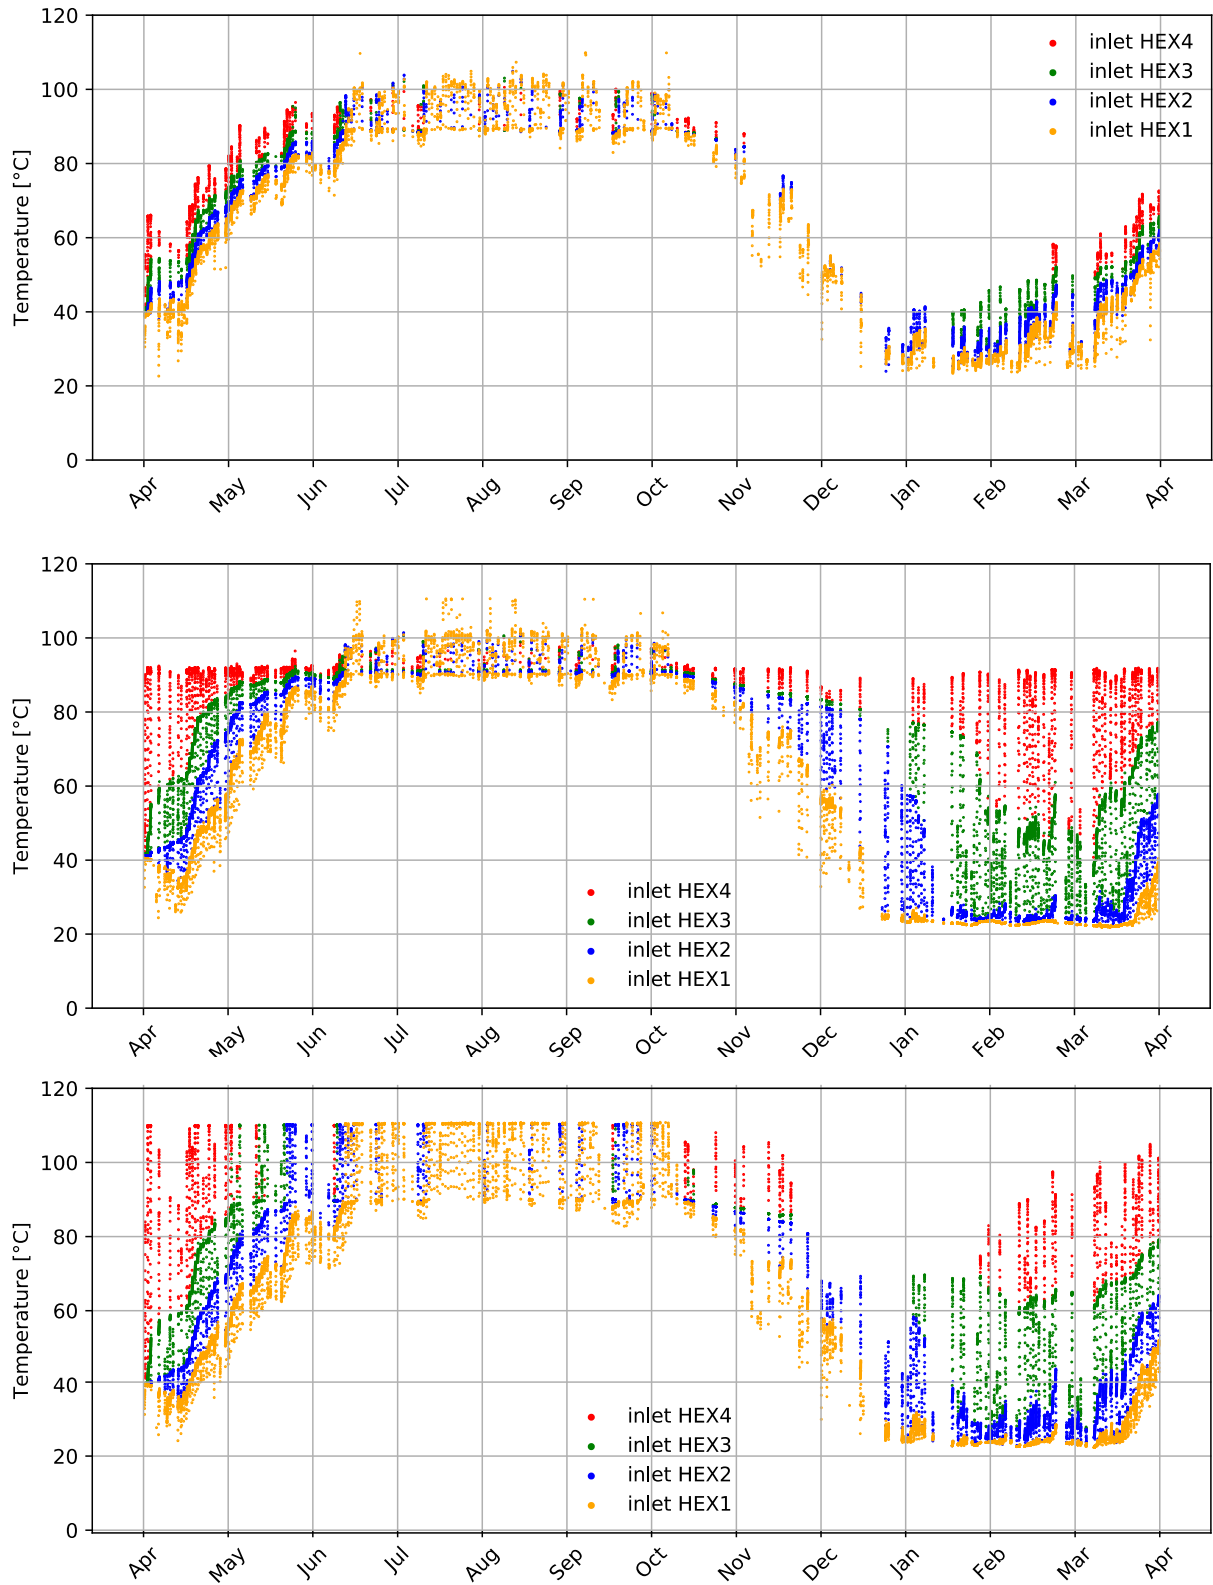 120
100
80
60
40
20
0
Temperature [°C]
inlet HEX4
inlet HEX3
inlet HEX2
inlet HEX1
Apr May Jun Jul Aug Sep Oct Nov Dec Jan Feb Mar Apr
120
100
80
60
40
20
0
Temperature [°C]
inlet HEX4
inlet HEX3
inlet HEX2
inlet HEX1
Apr May Jun Jul Aug Sep Oct Nov Dec Jan Feb Mar Apr
120
100
80
60
40
20
0
Temperature [°C]
inlet HEX4
inlet HEX3
inlet HEX2
inlet HEX1
Apr May Jun Jul Aug Sep Oct Nov Dec Jan Feb Mar Apr